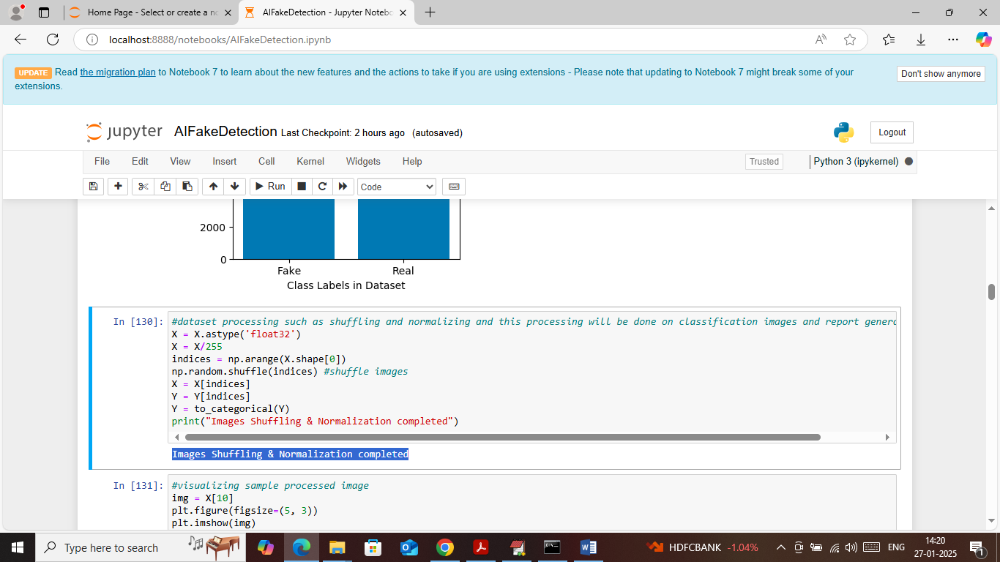 Home Page - Select or create a no
AIFakeDetection - Jupyter Notebo
localhost:8888/notebooks/AIFakeDetection.ipynb
UPDATE Read the migration plan to Notebook 7 to learn about the new features and the actions to take if you are using extensions - Please note that updating to Notebook 7 might break some of your
extensions.
Don't show anymore
jupyter AIFakeDetection Last Checkpoint: 2 hours ago (autosaved)
Logout
File Edit View Insert Cell Kernel Widgets Help
Trusted
Python 3 (ipykernel)
Run
Code
2000
0
Fake Real
Class Labels in Dataset
In [130]:
#dataset processing such as shuffling and normalizing and this processing will be done on classification images and report genera
X = X.astype('float32')
X = X/255
indices = np.arange(X.shape[0])
np.random.shuffle(indices) #shuffle images
X = X[indices]
Y = Y[indices]
Y = to_categorical(Y)
print("Images Shuffling & Normalization completed")
Images Shuffling & Normalization completed
In [131]:
#visualizing sample processed image
img = X[10]
plt.figure(figsize=(5, 3))
plt.imshow(img)
Type here to search
HDFCBANK -1.04%
ENG
14:20
27-01-2025
1